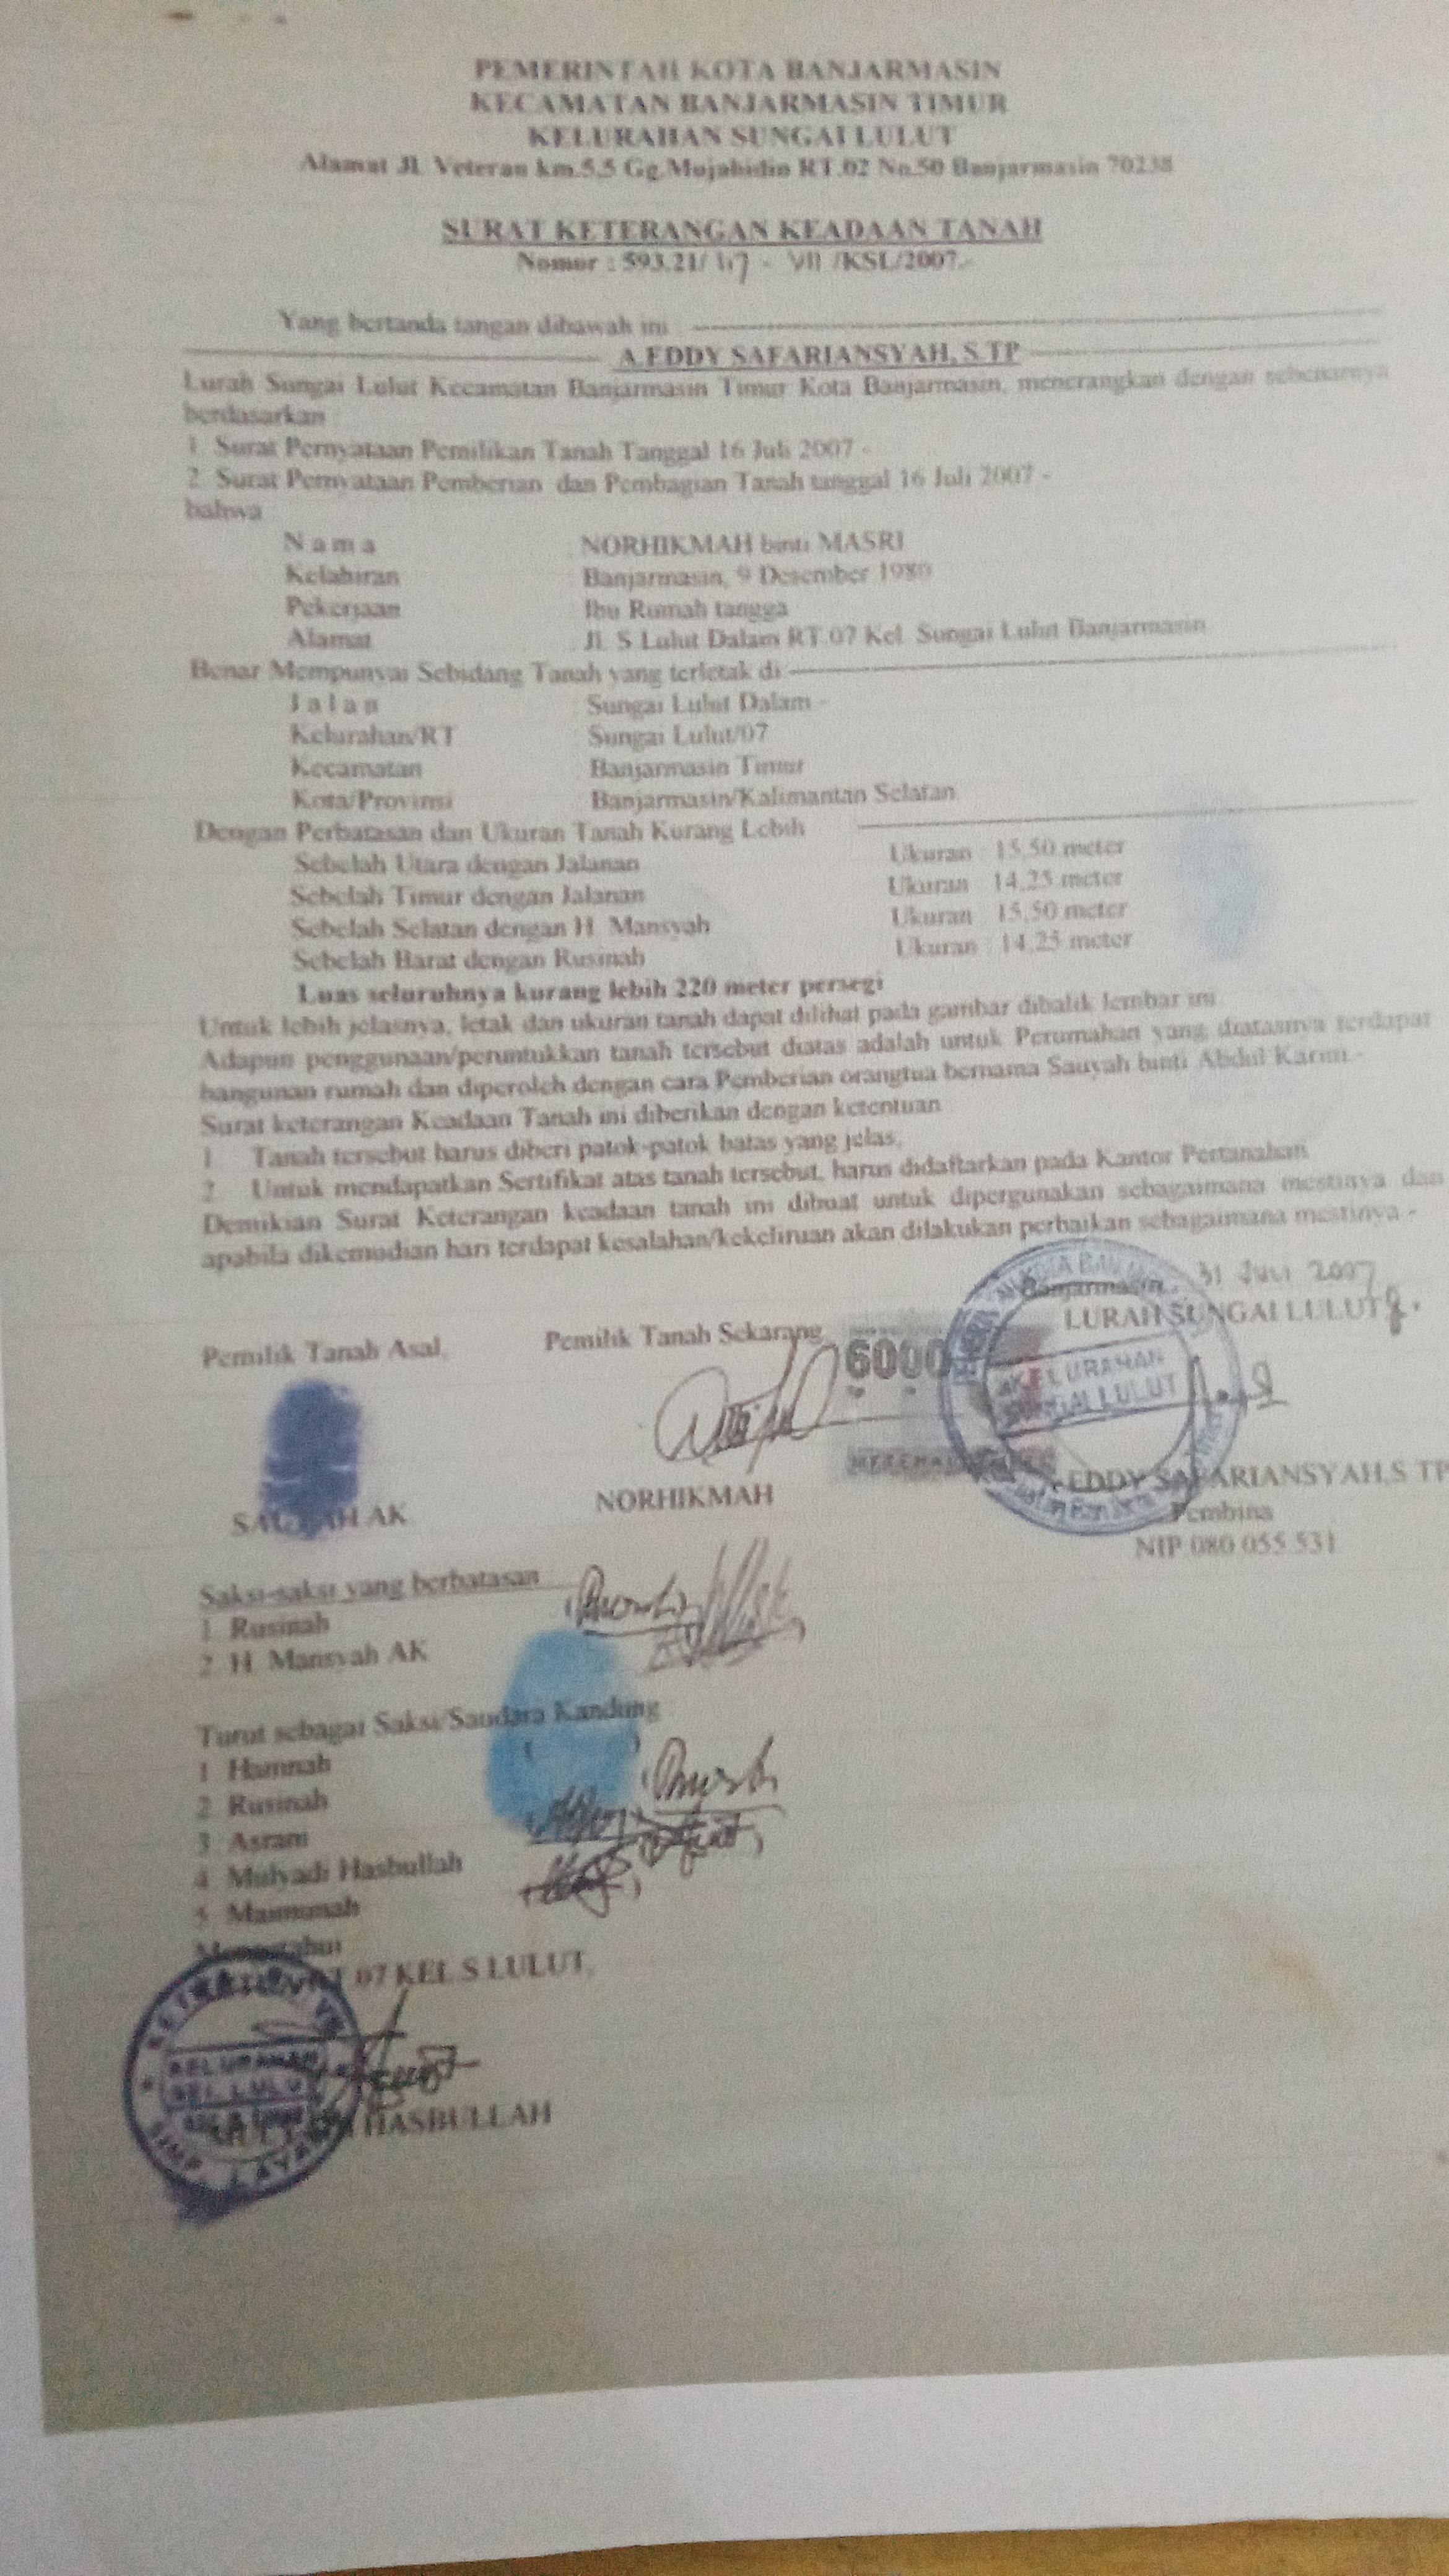 PEMERINTAH KOTA BANJARMASIN
KECAMATAN BANJARMASIN TIMUR
KELURAHAN SUNGAI LULUT
Alamat Jl. Veteran km.5,5 Gg.Mujahidin RT.02 No.50 Banjarmasin 70238
SURAT KETERANGAN KEADAAN TANAH
Nomor : 593.21/ - VII /KSL/2007.-
Yang bertanda tangan dibawah ini :
A.EDDY SAFARIANSYAH, S.TP
Lurah Sungai Lulut Kecamatan Banjarmasin Timur Kota Banjarmasin, menerangkan dengan sebenarnya
berdasarkan :
1. Surat Pernyataan Pemilikan Tanah Tanggal 16 Juli 2007 -
2. Surat Pernyataan Pemberian dan Pembagian Tanah tanggal 16 Juli 2007 -
bahwa :
N a m a : NORHIKMAH binti MASRI
Kelahiran : Banjarmasin, 9 Desember 1980
Pekerjaan : Ibu Rumah tangga
Alamat : Jl. S.Lulut Dalam RT.07 Kel. Sungai Lulut Banjarmasin
Benar Mempunyai Sebidang Tanah yang terletak di
J a l a n : Sungai Lulut Dalam -
Kelurahan/RT : Sungai Lulut/07
Kecamatan : Banjarmasin Timur
Kota/Provinsi : Banjarmasin/Kalimantan Selatan
Dengan Perbatasan dan Ukuran Tanah Kurang Lebih
Sebelah Utara dengan Jalanan Ukuran : 15,50 meter
Sebelah Timur dengan Jalanan Ukuran : 14,25 meter
Sebelah Selatan dengan H. Mansyah Ukuran : 15,50 meter
Sebelah Barat dengan Rusinah Ukuran : 14,25 meter
Luas seluruhnya kurang lebih 220 meter persegi
Untuk lebih jelasnya, letak dan ukuran tanah dapat dilihat pada gambar dibalik lembar ini
Adapun penggunaan/peruntukkan tanah tersebut diatas adalah untuk Perumahan yang diatasnya terdapat
bangunan rumah dan diperoleh dengan cara Pemberian orangtua bernama Sauyah binti Abdul Karim -
Surat keterangan Keadaan Tanah ini diberikan dengan ketentuan
1. Tanah tersebut harus diberi patok-patok batas yang jelas.
2. Untuk mendapatkan Sertifikat atas tanah tersebut, harus didaftarkan pada Kantor Pertanahan
Demikian Surat Keterangan keadaan tanah ini dibuat untuk dipergunakan sebagaimana mestinya dan
apabila dikemudian hari terdapat kesalahan/kekeliruan akan dilakukan perbaikan sebagaimana mestinya -
Banjarmasin, 31 Juli 2007
LURAH SUNGAI LULUT
Pemilik Tanah Asal, Pemilik Tanah Sekarang,
6000
KELURAHAN
SUNGAI LULUT
AK NORHIKMAH EDDY SAFARIANSYAH,S.TP
Pembina
NIP.080 055 531
Saksi-saksi yang berbatasan :
1. Rusinah
2. H. Mansyah AK
Turut sebagai Saksi/Saudara Kandung
1. Hamnah
2. Rusinah
3. Asram
4. Mulyadi Hasbullah
5. Maimunah
Mengetahui
07 KEL.S.LULUT,
KELURAHAN
SEI. LULUT
HASBULLAH